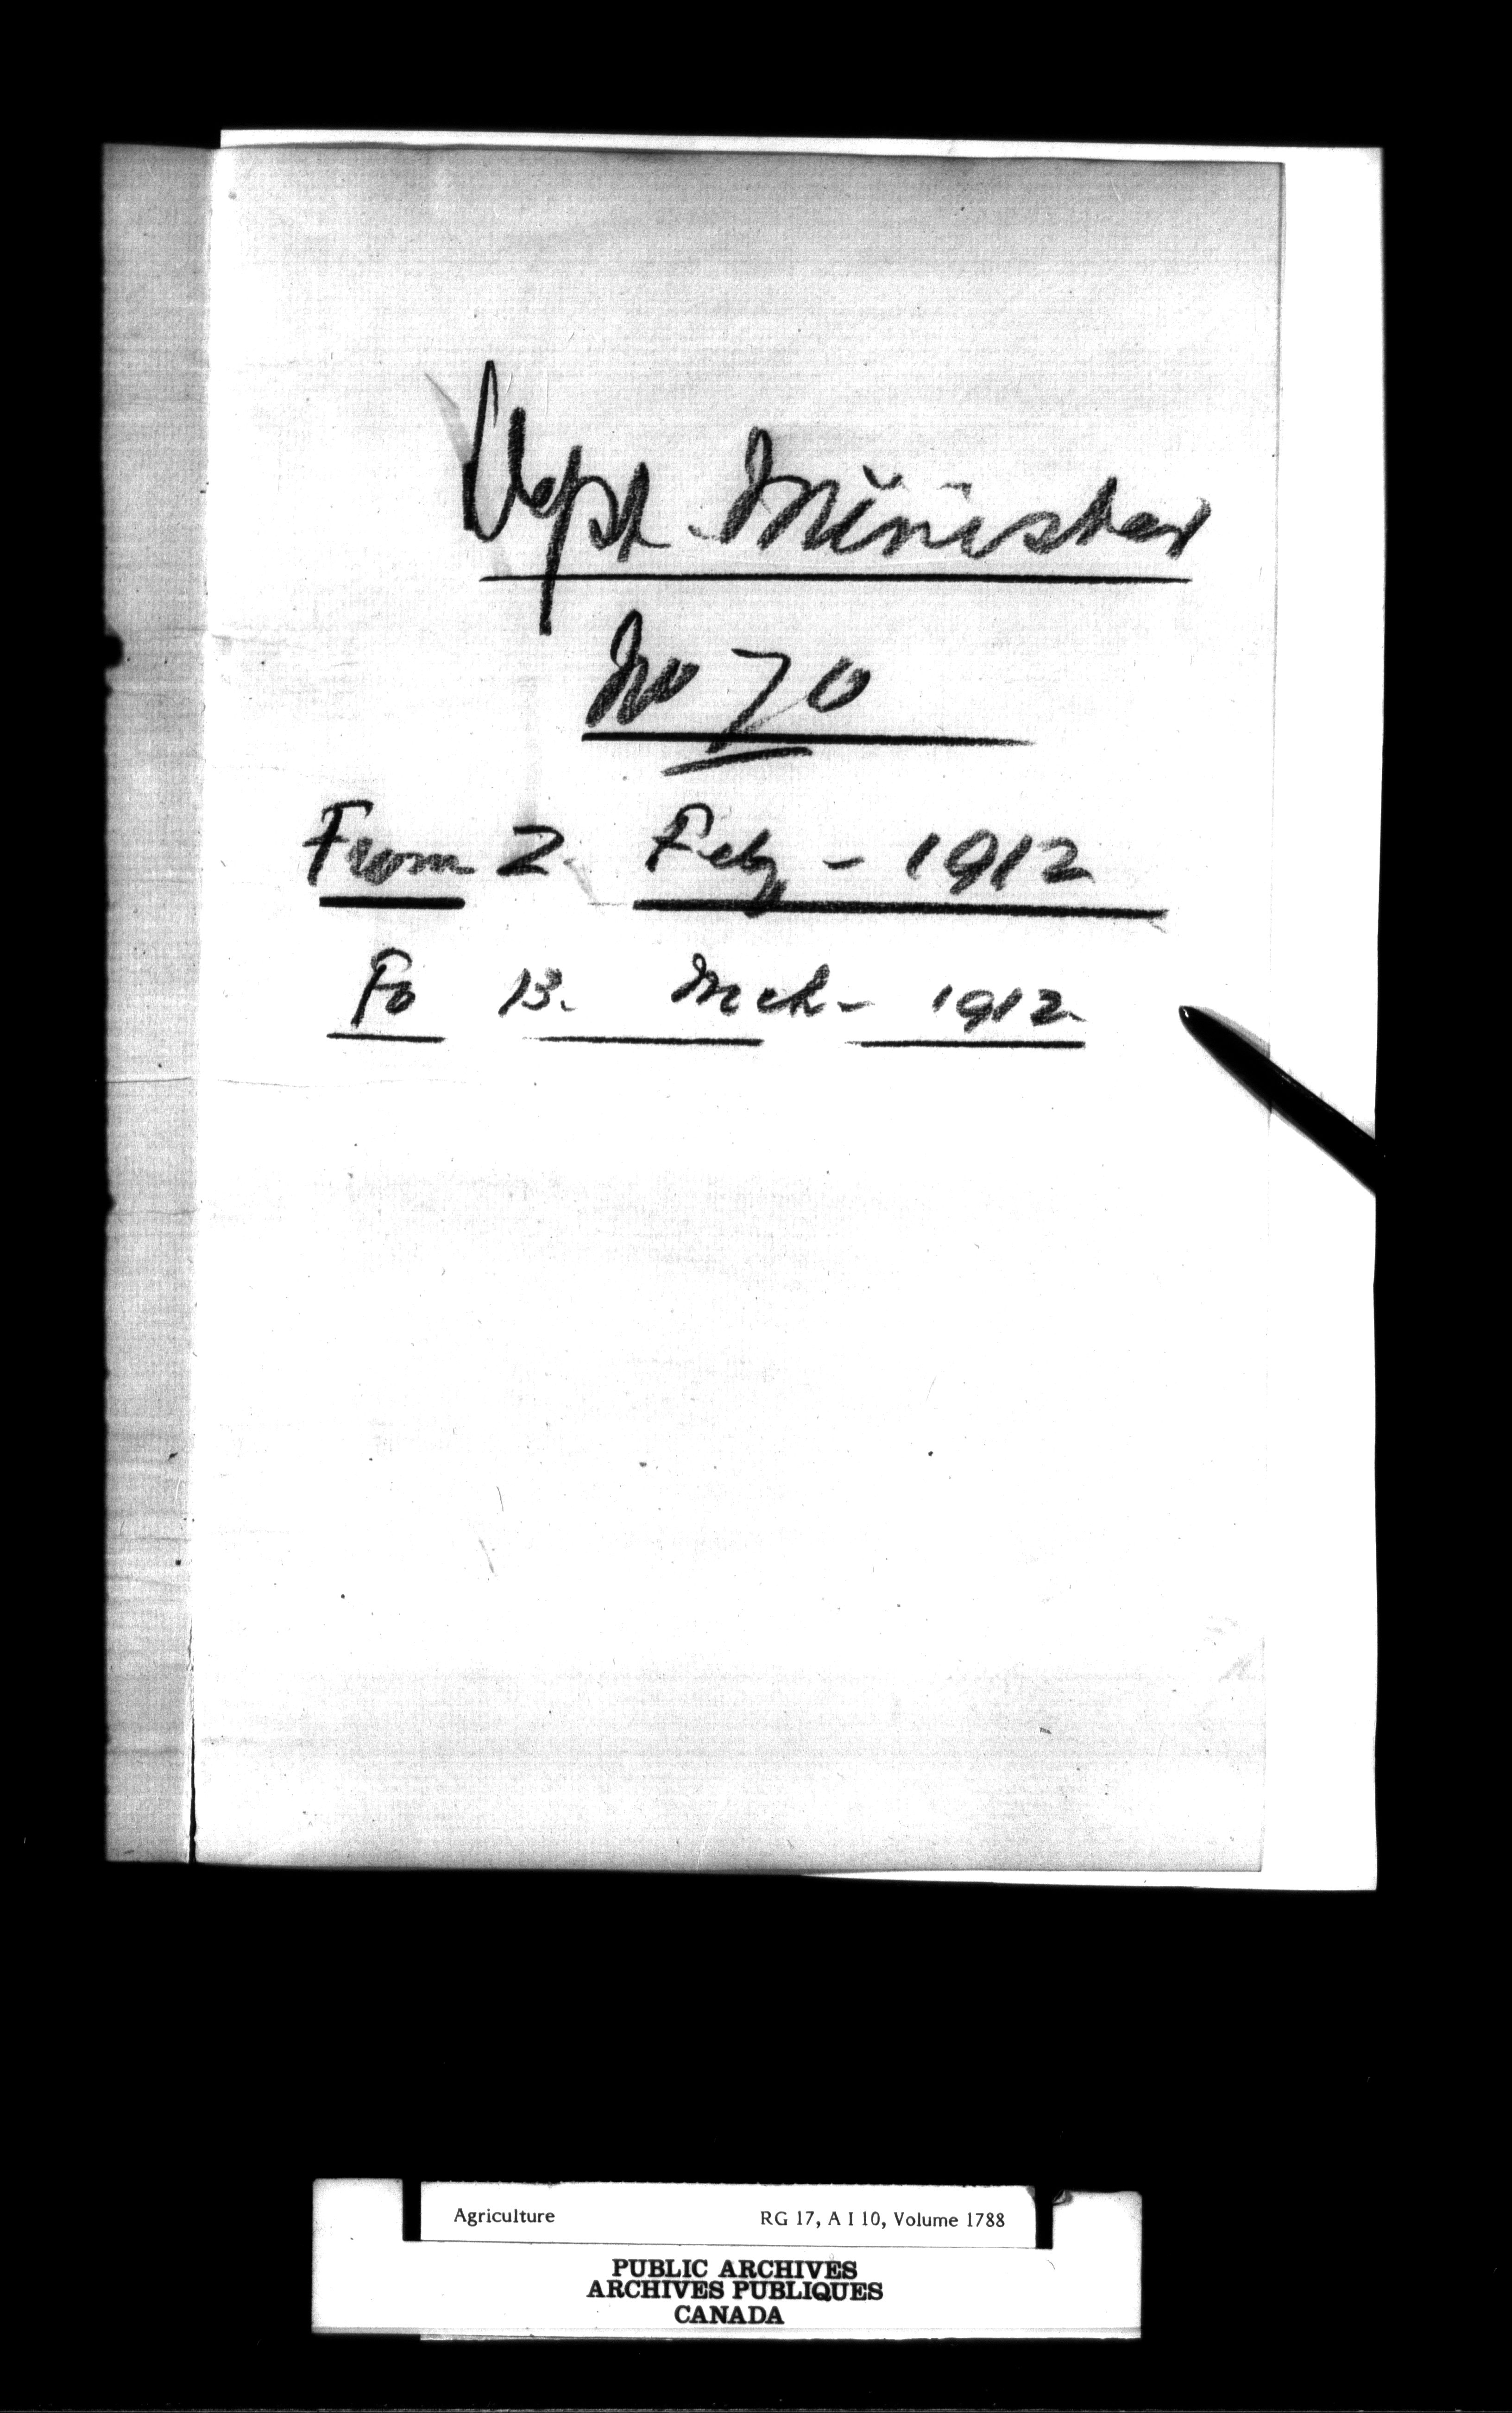 Dept. Minister
No 70
From 2. Feby - 1912
To 13. Mch - 1912
Agriculture RG 17, A I 10, Volume 1788
PUBLIC ARCHIVES
ARCHIVES PUBLIQUES
CANADA